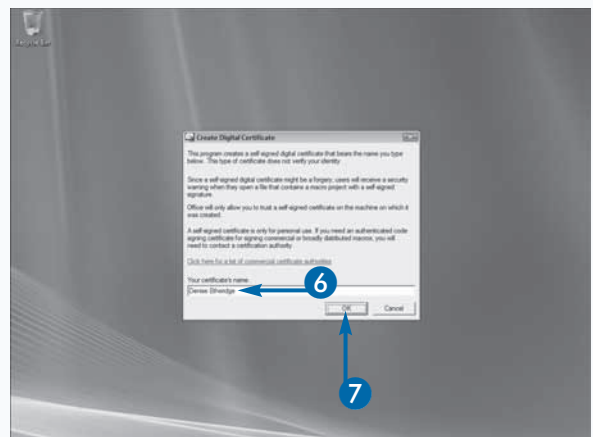 Recycle Bin
Create Digital Certificate
This program creates a self-signed digital certificate that bears the name you type
below. This type of certificate does not verify your identity.
Since a self-signed digital certificate might be a forgery, users will receive a security
warning when they open a file that contains a macro project with a self-signed
signature.
Office will only allow you to trust a self-signed certificate on the machine on which it
was created.
A self-signed certificate is only for personal use. If you need an authenticated code
signing certificate for signing commercial or broadly distributed macros, you will
need to contact a certification authority.
Click here for a list of commercial certificate authorities
Your certificate's name:
Denise Etheridge
6
OK
Cancel
7